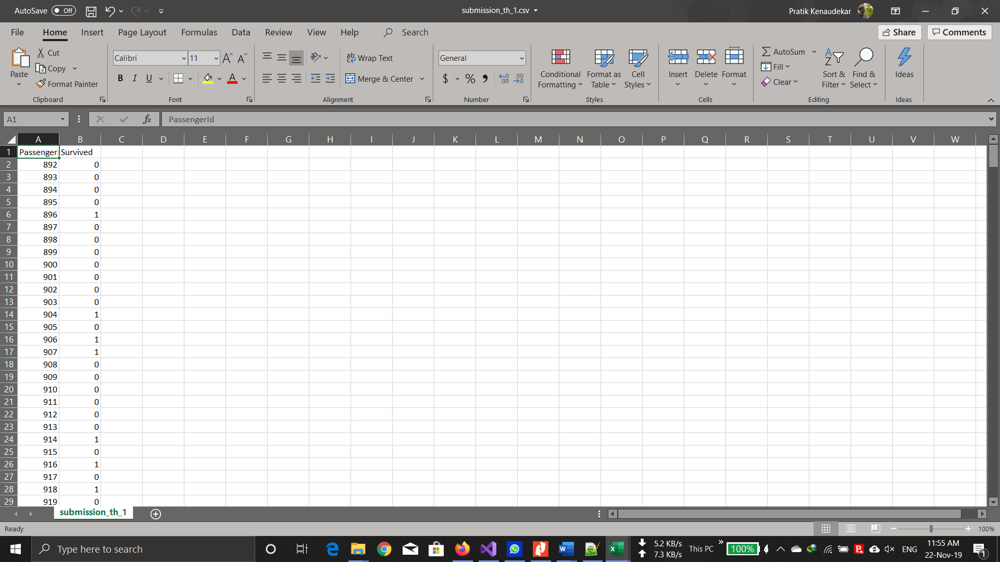 AutoSave Off submission_th_1.csv Pratik Kenaudekar
File Home Insert Page Layout Formulas Data Review View Help Search Share Comments
Paste Cut Copy Format Painter Clipboard
Calibri 11 B I U A Font
Wrap Text Merge & Center Alignment
General $ % Number
Conditional Formatting Format as Table Cell Styles Styles
Insert Delete Format Cells
AutoSum Fill Clear Sort & Filter Find & Select Editing
Ideas Ideas
A1 fx PassengerId
A B C D E F G H I J K L M N O P Q R S T U V W
1 Passenger Survived
2 892 0
3 893 0
4 894 0
5 895 0
6 896 1
7 897 0
8 898 0
9 899 0
10 900 0
11 901 0
12 902 0
13 903 0
14 904 1
15 905 0
16 906 1
17 907 1
18 908 0
19 909 0
20 910 0
21 911 0
22 912 0
23 913 0
24 914 1
25 915 0
26 916 1
27 917 0
28 918 1
29 919 0
submission_th_1
Ready 100%
Type here to search 5.2 KB/s 7.3 KB/s This PC 100% ENG 11:55 AM 22-Nov-19 1